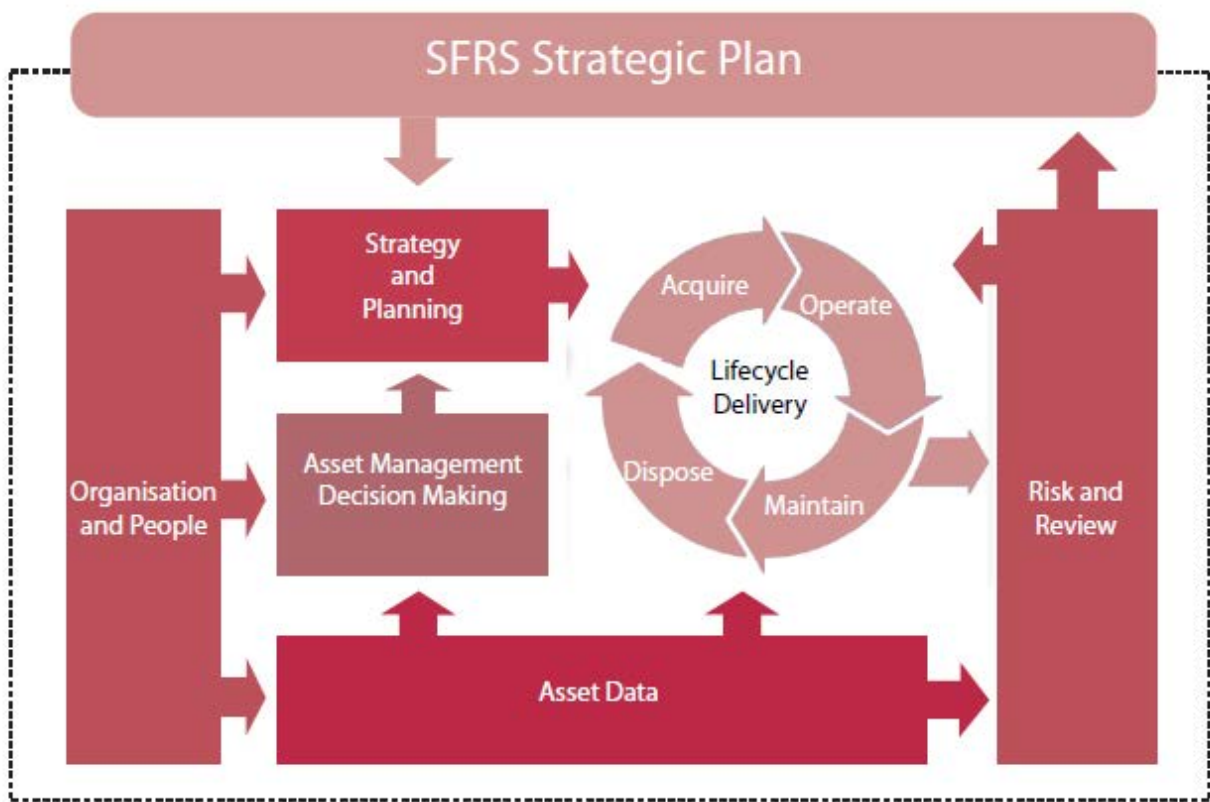 SFRS Strategic Plan
Strategy
and
Planning
Acquire
Operate
Lifecycle
Delivery
Asset Management
Decision Making
Dispose
Maintain
Organisation
and People
Risk and
Review
Asset Data